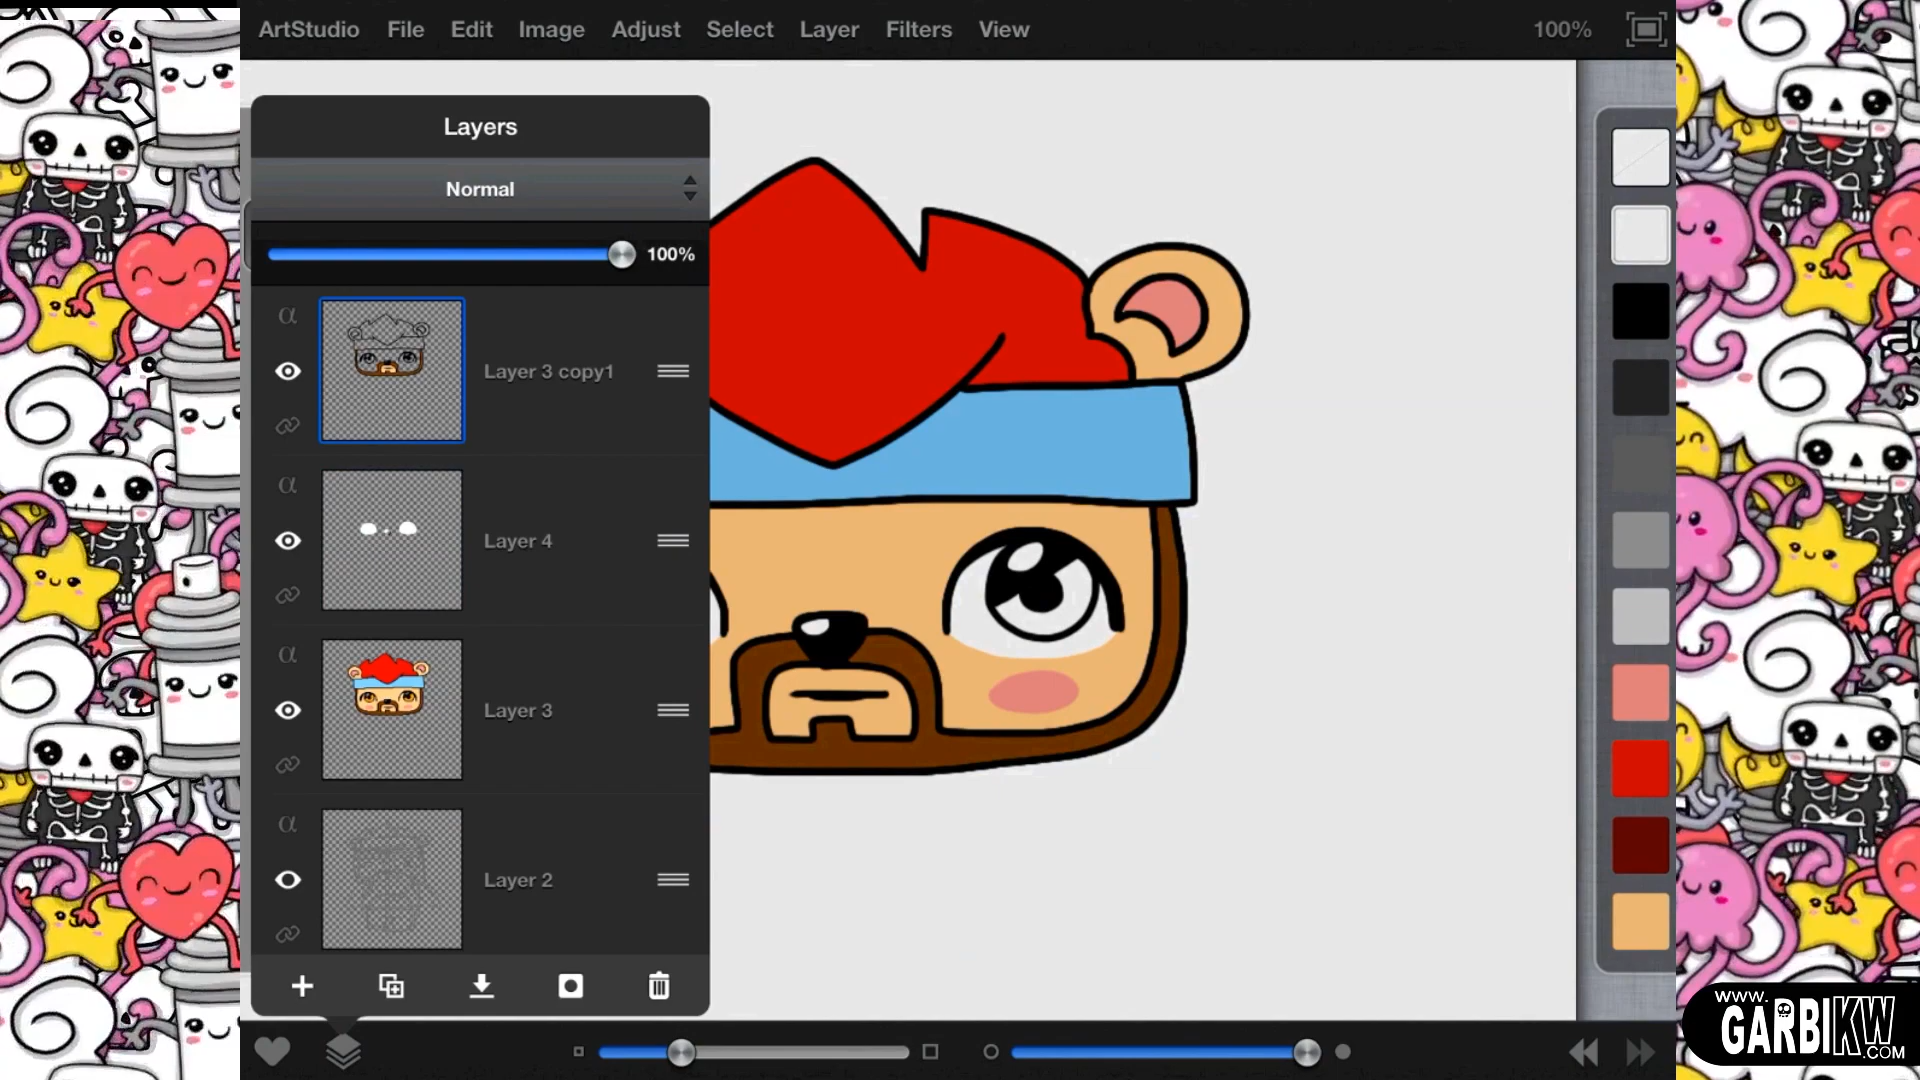 ArtStudio File Edit Image Adjust Select Layer Filters View 100%
Layers
Normal
100%
α
Layer 3 copy1
α
Layer 4
α
Layer 3
α
Layer 2
WWW.
GARBIKW
.COM